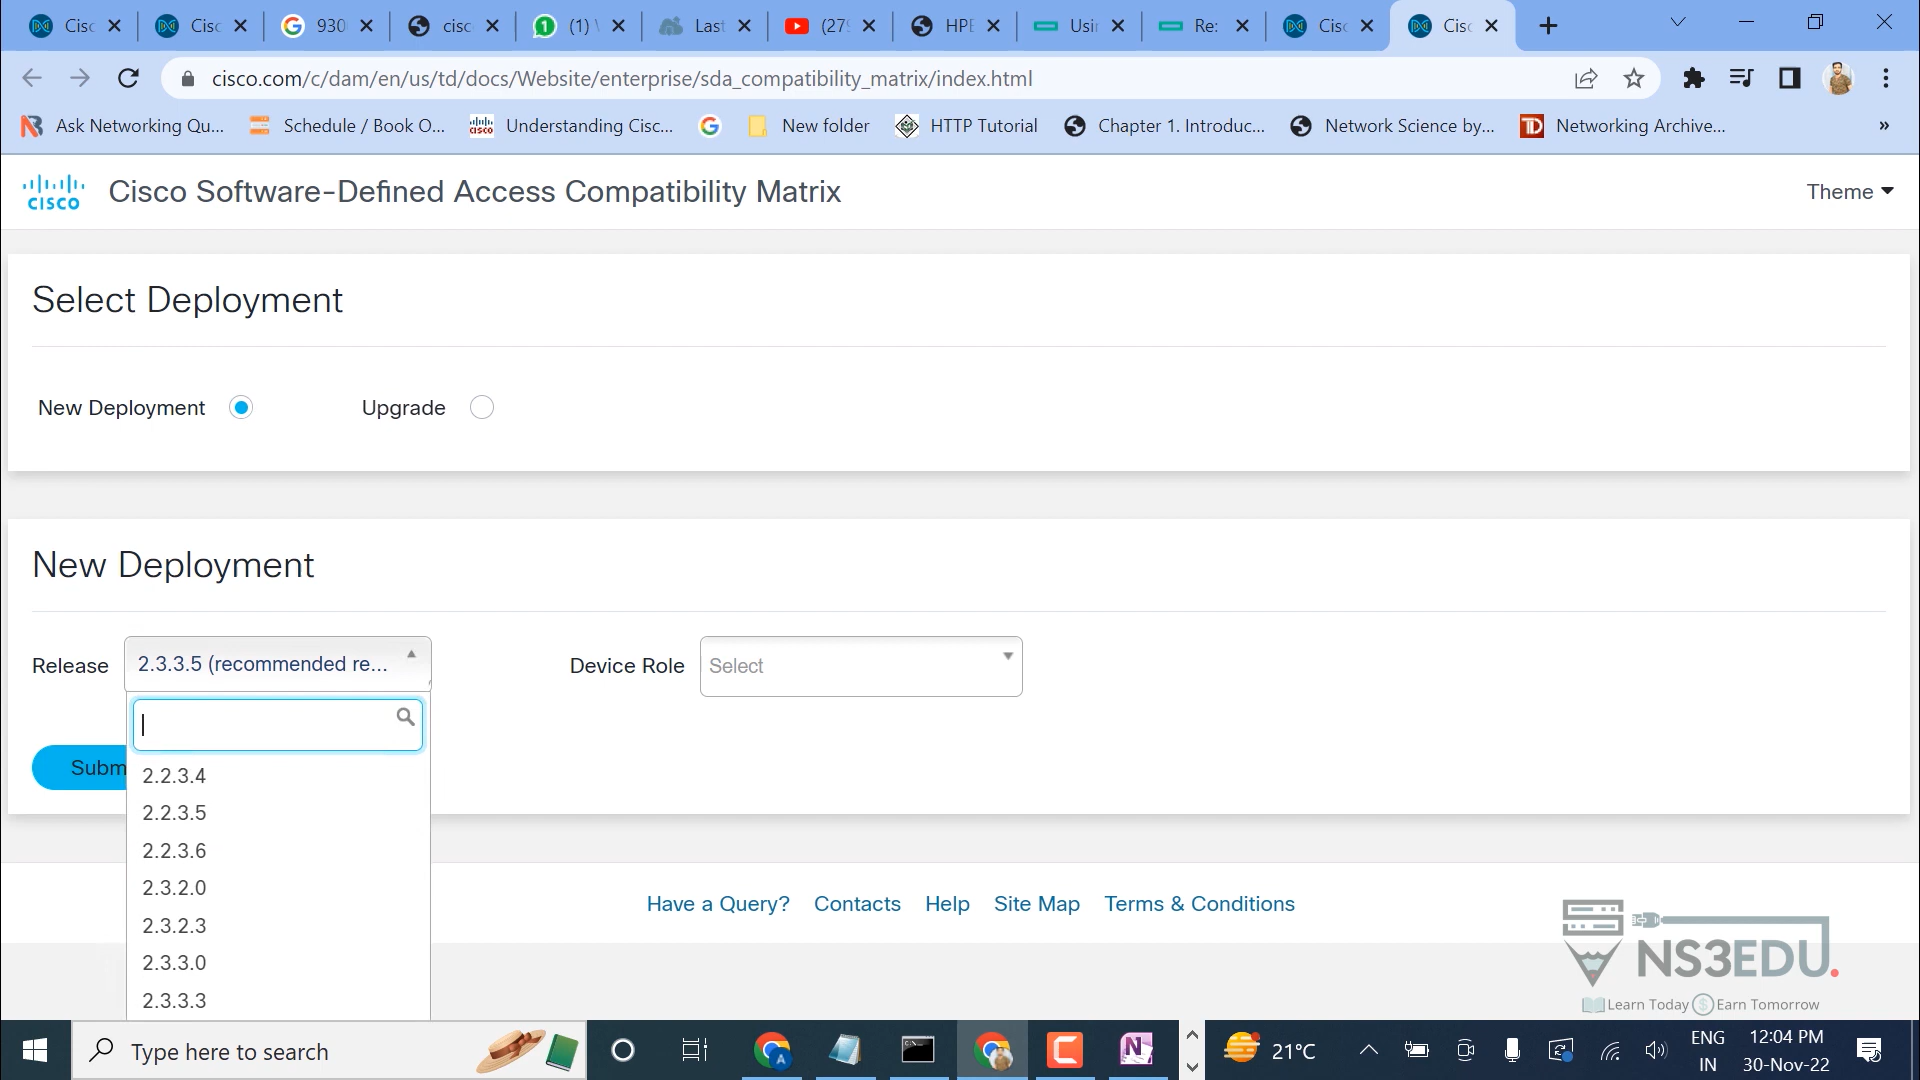 Cisc
Cisc
930
cisc
(1)
Last
(279
HPE
Usin
Re:
Cisc
Cisc
cisco.com/c/dam/en/us/td/docs/Website/enterprise/sda_compatibility_matrix/index.html
Ask Networking Qu...
Schedule / Book O...
Understanding Cisc...
New folder
HTTP Tutorial
Chapter 1. Introduc...
Network Science by...
Networking Archive...
»
CISCO
Cisco Software-Defined Access Compatibility Matrix
Theme
Select Deployment
New Deployment
Upgrade
New Deployment
Release
2.3.3.5 (recommended re...
Device Role
Select
Subm
2.2.3.4
2.2.3.5
2.2.3.6
2.3.2.0
2.3.2.3
2.3.3.0
2.3.3.3
Have a Query?
Contacts
Help
Site Map
Terms & Conditions
NS3EDU.
Learn Today $ Earn Tomorrow
Type here to search
21°C
ENG
IN
12:04 PM
30-Nov-22